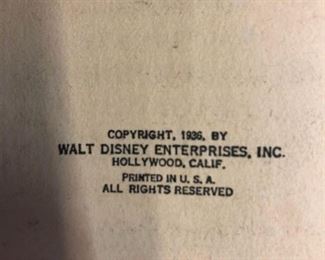 COPYRIGHT, 1936, BY
WALT DISNEY ENTERPRISES, INC.
HOLLYWOOD, CALIF.
PRINTED IN U. S. A.
ALL RIGHTS RESERVED